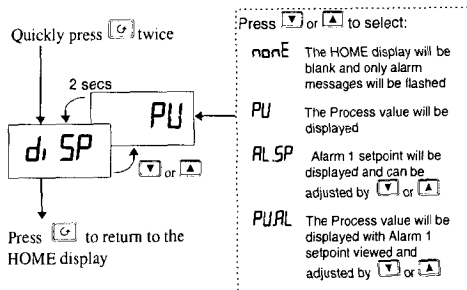 Quickly press twice
2 secs
PU
di SP
or
Press to return to the
HOME display
Press or to select:
nonE The HOME display will be
blank and only alarm
messages will be flashed
PU The Process value will be
displayed
AL.SP Alarm 1 setpoint will be
displayed and can be
adjusted by or
PU.AL The Process value will be
displayed with Alarm 1
setpoint viewed and
adjusted by or